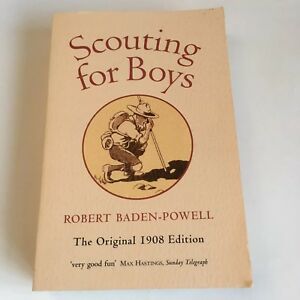 Scouting
for Boys
ROBERT BADEN-POWELL
The Original 1908 Edition
'very good fun' MAX HASTINGS, Sunday Telegraph